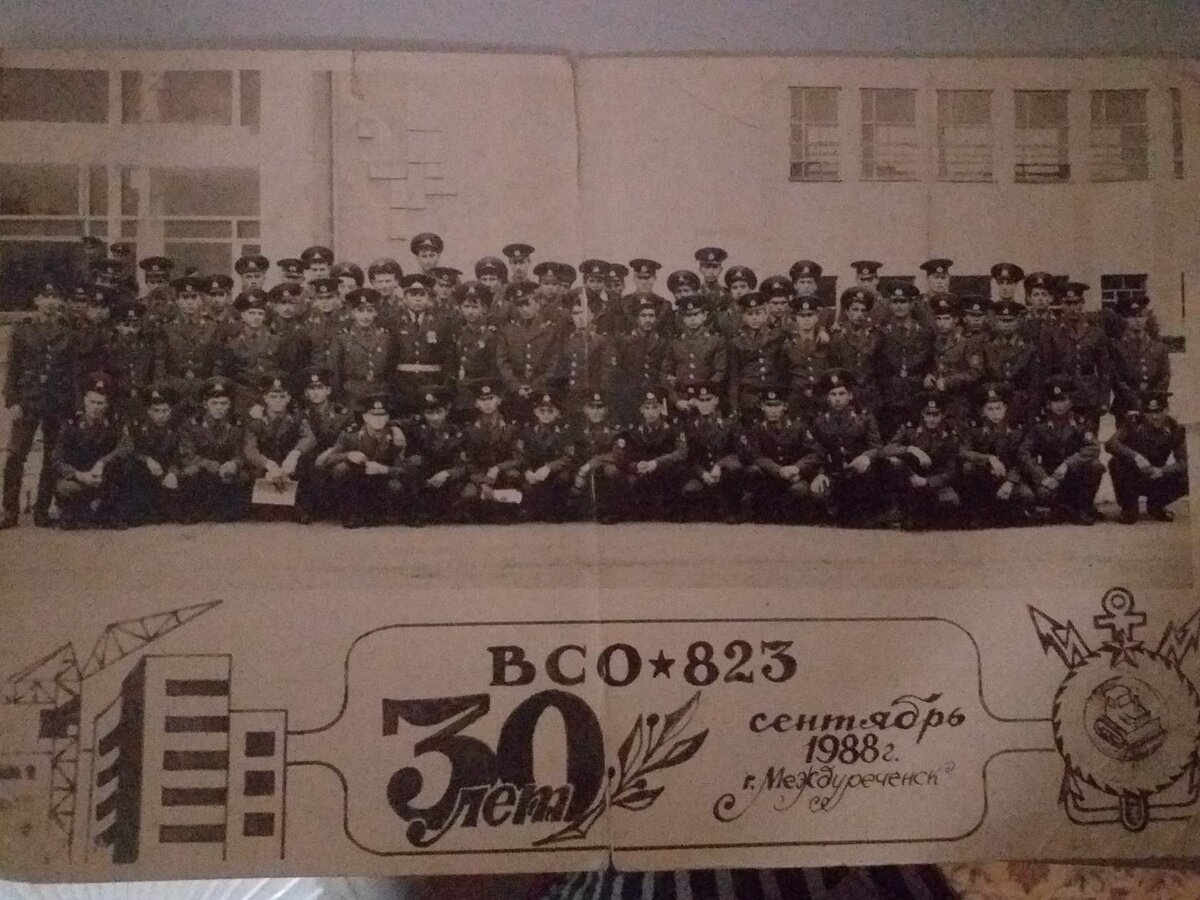 ВСО★823
30 лет
сентябрь
1988г.
г. Междуреченск